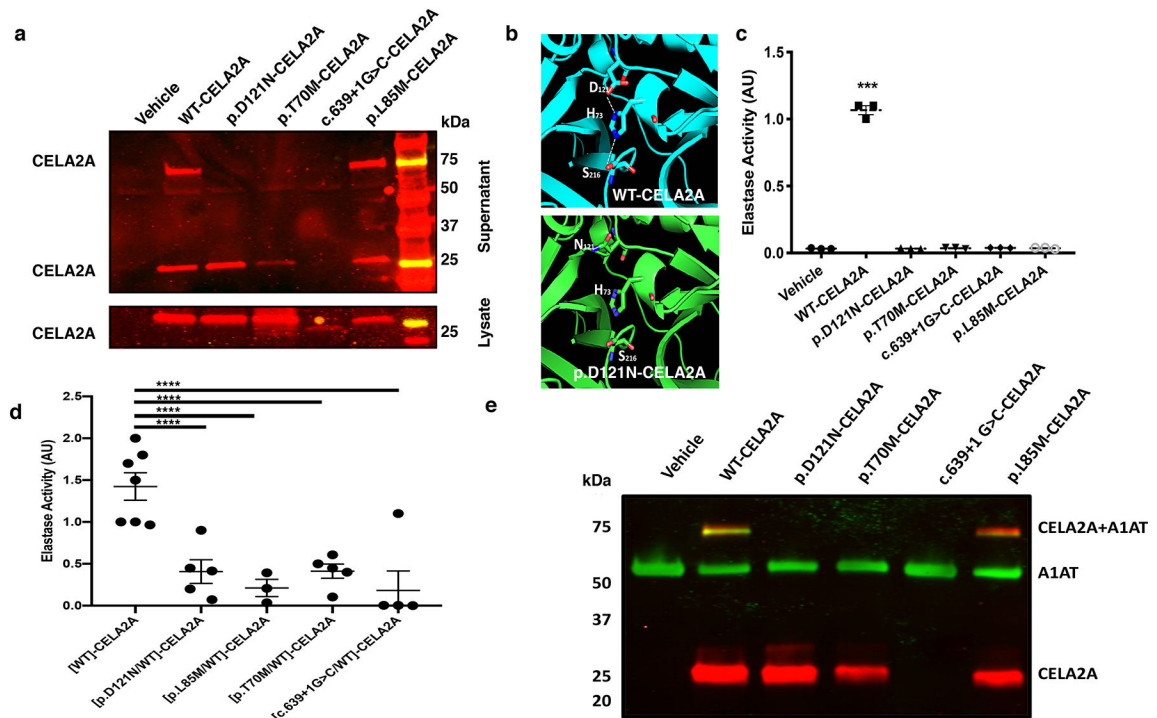 a
Vehicle
WT-CELA2A
p.D121N-CELA2A
p.T70M-CELA2A
c.639+1G>C-CELA2A
p.L85M-CELA2A
kDa
CELA2A
75
50
37
CELA2A
25
Supernatant
CELA2A
25
Lysate
b
D121
H73
S216
WT-CELA2A
N121
H73
S216
p.D121N-CELA2A
c
Elastase Activity (AU)
1.5
1.0
0.5
0.0
***
Vehicle
WT-CELA2A
p.D121N-CELA2A
p.T70M-CELA2A
c.639+1G>C-CELA2A
p.L85M-CELA2A
d
Elastase Activity (AU)
2.5
2.0
1.5
1.0
0.5
0.0
****
****
****
****
[WT]-CELA2A
[p.D121N/WT]-CELA2A
[p.L85M/WT]-CELA2A
[p.T70M/WT]-CELA2A
[c.639+1G>C/WT]-CELA2A
e
Vehicle
WT-CELA2A
p.D121N-CELA2A
p.T70M-CELA2A
c.639+1 G>C-CELA2A
p.L85M-CELA2A
kDa
75
CELA2A+A1AT
50
A1AT
37
25
CELA2A
20